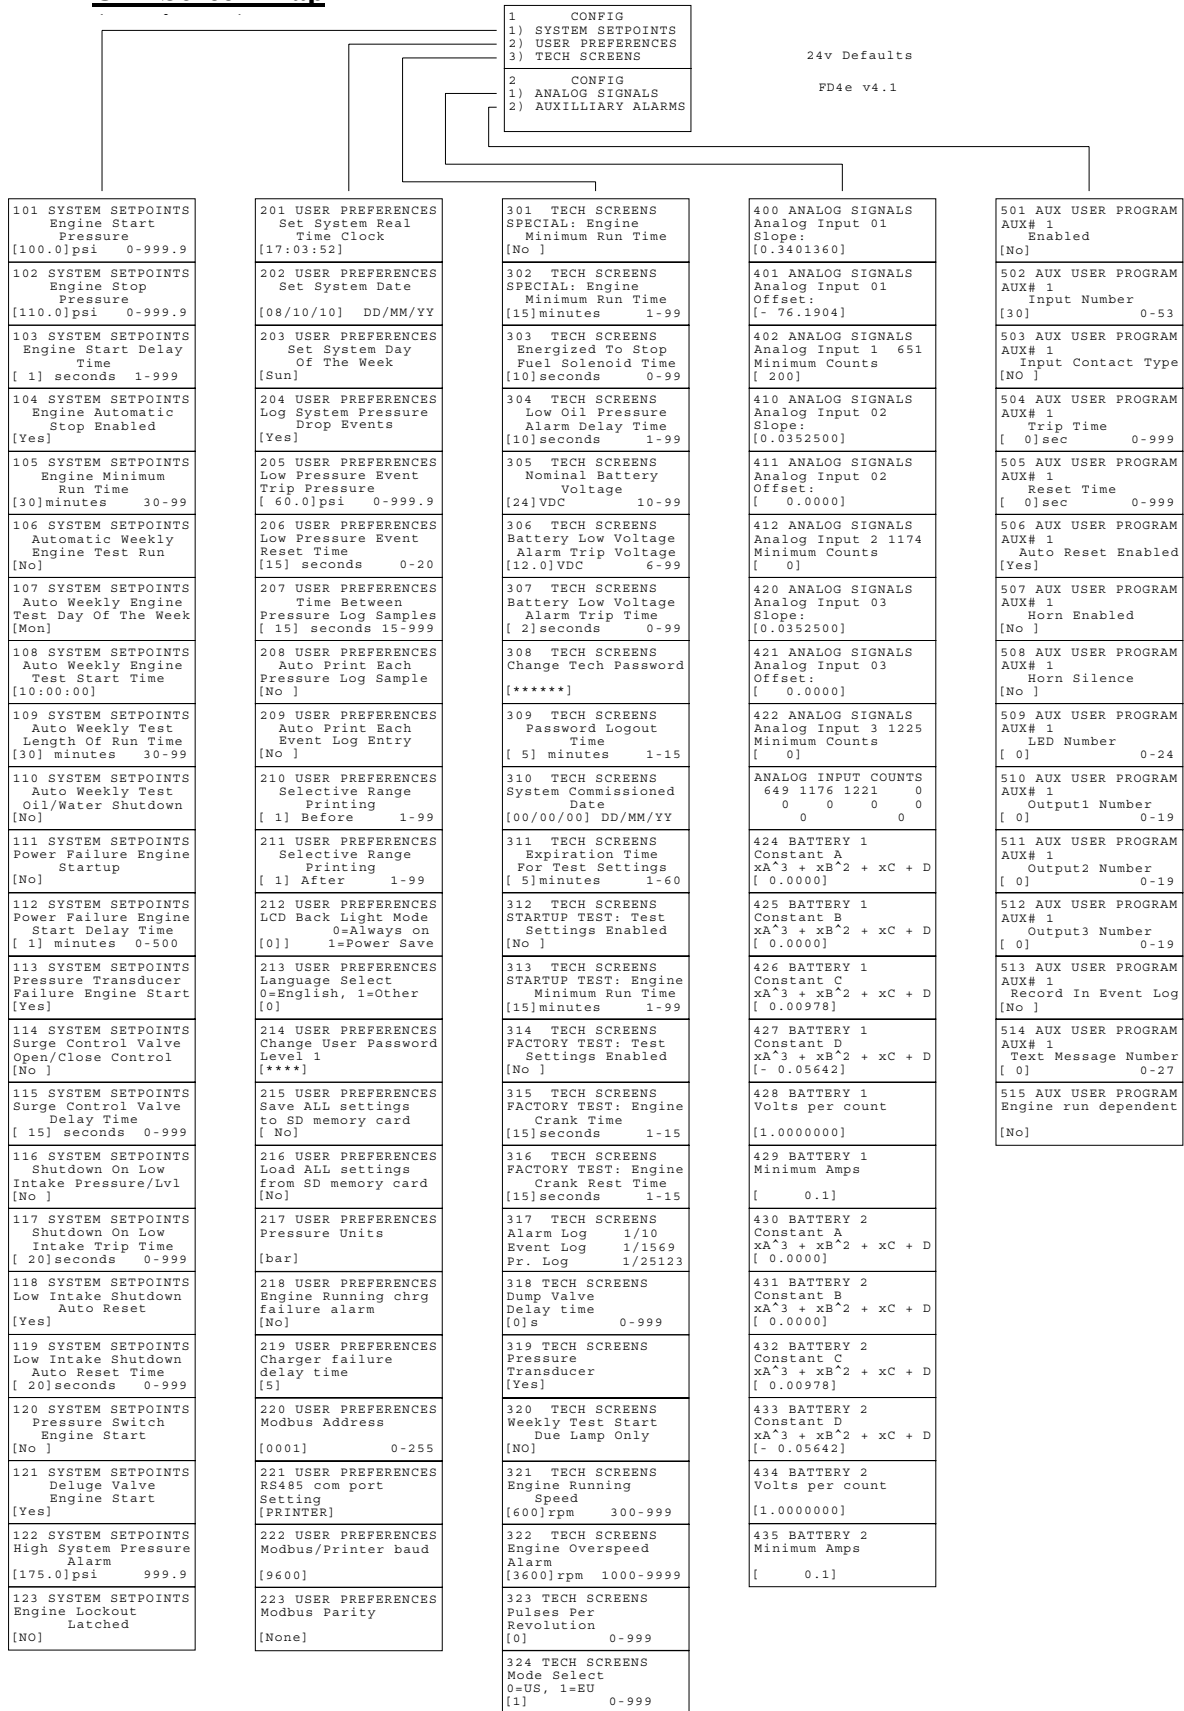 1 CONFIG
1) SYSTEM SETPOINTS
2) USER PREFERENCES
3) TECH SCREENS
2 CONFIG
1) ANALOG SIGNALS
2) AUXILLIARY ALARMS
24v Defaults
FD4e v4.1
101 SYSTEM SETPOINTS
Engine Start
Pressure
[100.0]psi 0-999.9
102 SYSTEM SETPOINTS
Engine Stop
Pressure
[110.0]psi 0-999.9
103 SYSTEM SETPOINTS
Engine Start Delay
Time
[ 1] seconds 1-999
104 SYSTEM SETPOINTS
Engine Automatic
Stop Enabled
[Yes]
105 SYSTEM SETPOINTS
Engine Minimum
Run Time
[30]minutes 30-99
106 SYSTEM SETPOINTS
Automatic Weekly
Engine Test Run
[No]
107 SYSTEM SETPOINTS
Auto Weekly Engine
Test Day Of The Week
[Mon]
108 SYSTEM SETPOINTS
Auto Weekly Engine
Test Start Time
[10:00:00]
109 SYSTEM SETPOINTS
Auto Weekly Test
Length Of Run Time
[30] minutes 30-99
110 SYSTEM SETPOINTS
Auto Weekly Test
Oil/Water Shutdown
[No]
111 SYSTEM SETPOINTS
Power Failure Engine
Startup
[No]
112 SYSTEM SETPOINTS
Power Failure Engine
Start Delay Time
[ 1] minutes 0-500
113 SYSTEM SETPOINTS
Pressure Transducer
Failure Engine Start
[Yes]
114 SYSTEM SETPOINTS
Surge Control Valve
Open/Close Control
[No ]
115 SYSTEM SETPOINTS
Surge Control Valve
Delay Time
[ 15] seconds 0-999
116 SYSTEM SETPOINTS
Shutdown On Low
Intake Pressure/Lvl
[No ]
117 SYSTEM SETPOINTS
Shutdown On Low
Intake Trip Time
[ 20]seconds 0-999
118 SYSTEM SETPOINTS
Low Intake Shutdown
Auto Reset
[Yes]
119 SYSTEM SETPOINTS
Low Intake Shutdown
Auto Reset Time
[ 20]seconds 0-999
120 SYSTEM SETPOINTS
Pressure Switch
Engine Start
[No ]
121 SYSTEM SETPOINTS
Deluge Valve
Engine Start
[Yes]
122 SYSTEM SETPOINTS
High System Pressure
Alarm
[175.0]psi 999.9
123 SYSTEM SETPOINTS
Engine Lockout
Latched
[NO]
201 USER PREFERENCES
Set System Real
Time Clock
[17:03:52]
202 USER PREFERENCES
Set System Date
[08/10/10] DD/MM/YY
203 USER PREFERENCES
Set System Day
Of The Week
[Sun]
204 USER PREFERENCES
Log System Pressure
Drop Events
[Yes]
205 USER PREFERENCES
Low Pressure Event
Trip Pressure
[ 60.0]psi 0-999.9
206 USER PREFERENCES
Low Pressure Event
Reset Time
[15] seconds 0-20
207 USER PREFERENCES
Time Between
Pressure Log Samples
[ 15] seconds 15-999
208 USER PREFERENCES
Auto Print Each
Pressure Log Sample
[No ]
209 USER PREFERENCES
Auto Print Each
Event Log Entry
[No ]
210 USER PREFERENCES
Selective Range
Printing
[ 1] Before 1-99
211 USER PREFERENCES
Selective Range
Printing
[ 1] After 1-99
212 USER PREFERENCES
LCD Back Light Mode
0=Always on
[0]] 1=Power Save
213 USER PREFERENCES
Language Select
0=English, 1=Other
[0]
214 USER PREFERENCES
Change User Password
Level 1
[****]
215 USER PREFERENCES
Save ALL settings
to SD memory card
[ No]
216 USER PREFERENCES
Load ALL settings
from SD memory card
[No]
217 USER PREFERENCES
Pressure Units
[bar]
218 USER PREFERENCES
Engine Running chrg
failure alarm
[No]
219 USER PREFERENCES
Charger failure
delay time
[5]
220 USER PREFERENCES
Modbus Address
[0001] 0-255
221 USER PREFERENCES
RS485 com port
Setting
[PRINTER]
222 USER PREFERENCES
Modbus/Printer baud
[9600]
223 USER PREFERENCES
Modbus Parity
[None]
301 TECH SCREENS
SPECIAL: Engine
Minimum Run Time
[No ]
302 TECH SCREENS
SPECIAL: Engine
Minimum Run Time
[15]minutes 1-99
303 TECH SCREENS
Energized To Stop
Fuel Solenoid Time
[10]seconds 0-99
304 TECH SCREENS
Low Oil Pressure
Alarm Delay Time
[10]seconds 1-99
305 TECH SCREENS
Nominal Battery
Voltage
[24]VDC 10-99
306 TECH SCREENS
Battery Low Voltage
Alarm Trip Voltage
[12.0]VDC 6-99
307 TECH SCREENS
Battery Low Voltage
Alarm Trip Time
[ 2]seconds 0-99
308 TECH SCREENS
Change Tech Password
[******]
309 TECH SCREENS
Password Logout
Time
[ 5] minutes 1-15
310 TECH SCREENS
System Commissioned
Date
[00/00/00] DD/MM/YY
311 TECH SCREENS
Expiration Time
For Test Settings
[ 5]minutes 1-60
312 TECH SCREENS
STARTUP TEST: Test
Settings Enabled
[No ]
313 TECH SCREENS
STARTUP TEST: Engine
Minimum Run Time
[15]minutes 1-99
314 TECH SCREENS
FACTORY TEST: Test
Settings Enabled
[No ]
315 TECH SCREENS
FACTORY TEST: Engine
Crank Time
[15]seconds 1-15
316 TECH SCREENS
FACTORY TEST: Engine
Crank Rest Time
[15]seconds 1-15
317 TECH SCREENS
Alarm Log 1/10
Event Log 1/1569
Pr. Log 1/25123
318 TECH SCREENS
Dump Valve
Delay time
[0]s 0-999
319 TECH SCREENS
Pressure
Transducer
[Yes]
320 TECH SCREENS
Weekly Test Start
Due Lamp Only
[NO]
321 TECH SCREENS
Engine Running
Speed
[600]rpm 300-999
322 TECH SCREENS
Engine Overspeed
Alarm
[3600]rpm 1000-9999
323 TECH SCREENS
Pulses Per
Revolution
[0] 0-999
324 TECH SCREENS
Mode Select
0=US, 1=EU
[1] 0-999
400 ANALOG SIGNALS
Analog Input 01
Slope:
[0.3401360]
401 ANALOG SIGNALS
Analog Input 01
Offset:
[- 76.1904]
402 ANALOG SIGNALS
Analog Input 1 651
Minimum Counts
[ 200]
410 ANALOG SIGNALS
Analog Input 02
Slope:
[0.0352500]
411 ANALOG SIGNALS
Analog Input 02
Offset:
[ 0.0000]
412 ANALOG SIGNALS
Analog Input 2 1174
Minimum Counts
[ 0]
420 ANALOG SIGNALS
Analog Input 03
Slope:
[0.0352500]
421 ANALOG SIGNALS
Analog Input 03
Offset:
[ 0.0000]
422 ANALOG SIGNALS
Analog Input 3 1225
Minimum Counts
[ 0]
ANALOG INPUT COUNTS
649 1176 1221 0
0 0 0 0
0 0
424 BATTERY 1
Constant A
xA^3 + xB^2 + xC + D
[ 0.0000]
425 BATTERY 1
Constant B
xA^3 + xB^2 + xC + D
[ 0.0000]
426 BATTERY 1
Constant C
xA^3 + xB^2 + xC + D
[ 0.00978]
427 BATTERY 1
Constant D
xA^3 + xB^2 + xC + D
[- 0.05642]
428 BATTERY 1
Volts per count
[1.0000000]
429 BATTERY 1
Minimum Amps
[ 0.1]
430 BATTERY 2
Constant A
xA^3 + xB^2 + xC + D
[ 0.0000]
431 BATTERY 2
Constant B
xA^3 + xB^2 + xC + D
[ 0.0000]
432 BATTERY 2
Constant C
xA^3 + xB^2 + xC + D
[ 0.00978]
433 BATTERY 2
Constant D
xA^3 + xB^2 + xC + D
[- 0.05642]
434 BATTERY 2
Volts per count
[1.0000000]
435 BATTERY 2
Minimum Amps
[ 0.1]
501 AUX USER PROGRAM
AUX# 1
Enabled
[No]
502 AUX USER PROGRAM
AUX# 1
Input Number
[30] 0-53
503 AUX USER PROGRAM
AUX# 1
Input Contact Type
[NO ]
504 AUX USER PROGRAM
AUX# 1
Trip Time
[ 0]sec 0-999
505 AUX USER PROGRAM
AUX# 1
Reset Time
[ 0]sec 0-999
506 AUX USER PROGRAM
AUX# 1
Auto Reset Enabled
[Yes]
507 AUX USER PROGRAM
AUX# 1
Horn Enabled
[No ]
508 AUX USER PROGRAM
AUX# 1
Horn Silence
[No ]
509 AUX USER PROGRAM
AUX# 1
LED Number
[ 0] 0-24
510 AUX USER PROGRAM
AUX# 1
Output1 Number
[ 0] 0-19
511 AUX USER PROGRAM
AUX# 1
Output2 Number
[ 0] 0-19
512 AUX USER PROGRAM
AUX# 1
Output3 Number
[ 0] 0-19
513 AUX USER PROGRAM
AUX# 1
Record In Event Log
[No ]
514 AUX USER PROGRAM
AUX# 1
Text Message Number
[ 0] 0-27
515 AUX USER PROGRAM
Engine run dependent
[No]